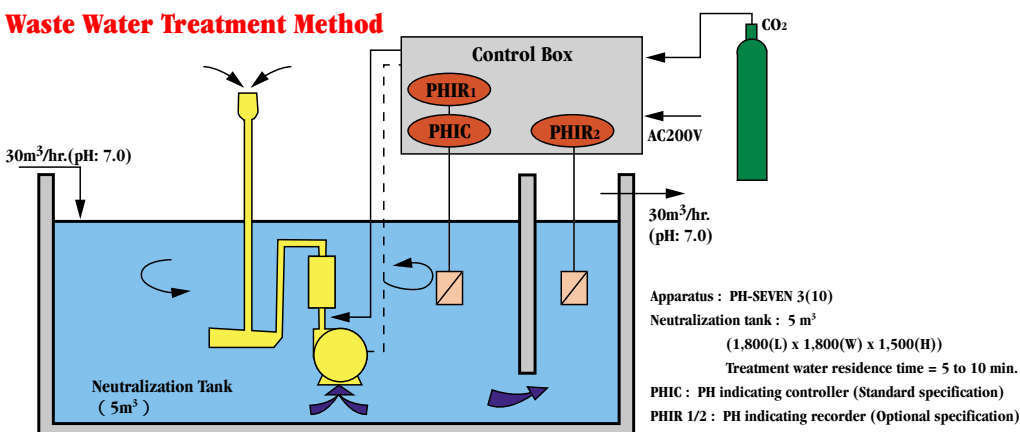 Waste Water Treatment Method
CO2
Control Box
PHIR1
PHIC
PHIR2
AC200V
30m³/hr.(pH: 7.0)
30m³/hr.
(pH: 7.0)
Neutralization Tank
( 5m³ )
Apparatus : PH-SEVEN 3(10)
Neutralization tank : 5 m³
(1,800(L) x 1,800(W) x 1,500(H))
Treatment water residence time = 5 to 10 min.
PHIC : PH indicating controller (Standard specification)
PHIR 1/2 : PH indicating recorder (Optional specification)